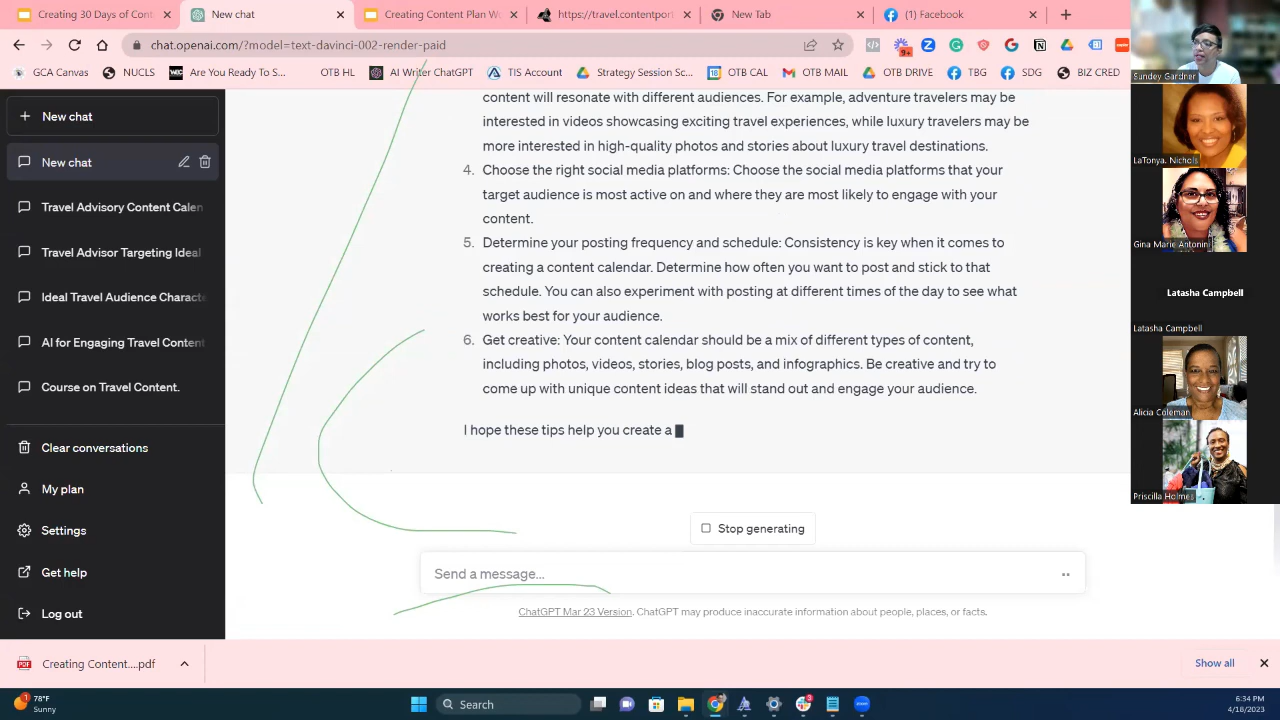 30 Days of Cont
New chat
Creating Content Plan W
https://travel.contentpor
New Tab
(1) Facebook
chat.openai.com/?model=text-davinci-002-render-paid
9+
GCA Canvas
NUCLS
Are You Ready To S...
OTB HL
AI Writer ChatGPT
TIS Account
Strategy Session Sc...
OTB CAL
OTB MAIL
OTB DRIVE
TBG
SDG
BIZ CRED
New chat
New chat
Travel Advisory Content Calen
Travel Advisor Targeting Ideal
Ideal Travel Audience Characte
AI for Engaging Travel Content
Course on Travel Content.
Clear conversations
My plan
Settings
Get help
Log out
content will resonate with different audiences. For example, adventure travelers may be
interested in videos showcasing exciting travel experiences, while luxury travelers may be
more interested in high-quality photos and stories about luxury travel destinations.
4. Choose the right social media platforms: Choose the social media platforms that your
target audience is most active on and where they are most likely to engage with your
content.
5. Determine your posting frequency and schedule: Consistency is key when it comes to
creating a content calendar. Determine how often you want to post and stick to that
schedule. You can also experiment with posting at different times of the day to see what
works best for your audience.
6. Get creative: Your content calendar should be a mix of different types of content,
including photos, videos, stories, blog posts, and infographics. Be creative and try to
come up with unique content ideas that will stand out and engage your audience.
I hope these tips help you create a
Stop generating
Send a message...
ChatGPT Mar 23 Version. ChatGPT may produce inaccurate information about people, places, or facts.
Sundey Gardner
LaTonya. Nichols
Gina Marie Antonini
Latasha Campbell
Latasha Campbell
Alicia Coleman
Priscilla Holmes
Creating Content....pdf
Show all
78°F
Sunny
Search
6:34 PM
4/18/2023